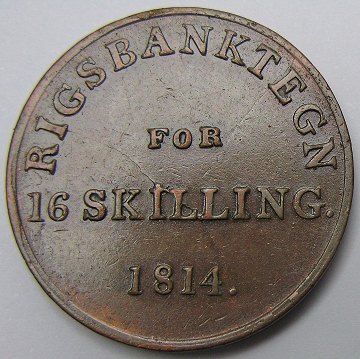 RIGSBANKTEGN
FOR
16 SKILLING.
1814.